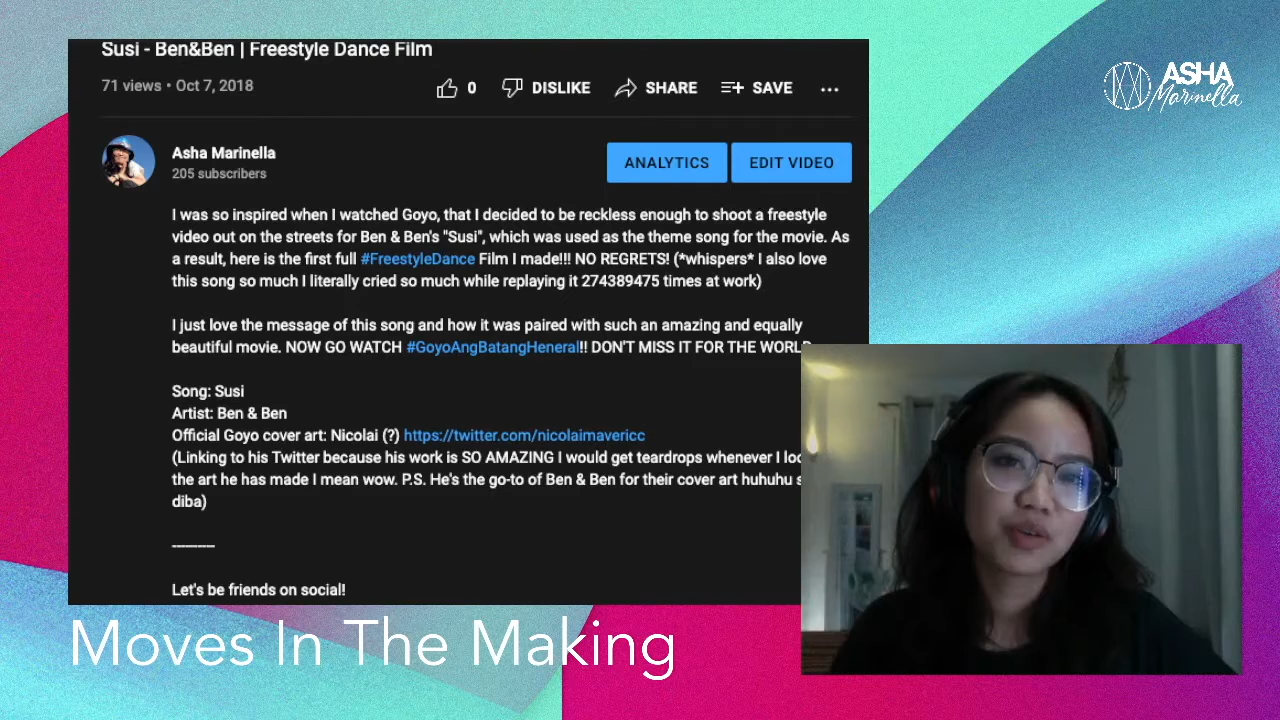 Susi - Ben&Ben | Freestyle Dance Film
71 views • Oct 7, 2018
0 DISLIKE SHARE SAVE ...
ASHA
Marinella
Asha Marinella
205 subscribers
ANALYTICS EDIT VIDEO
I was so inspired when I watched Goyo, that I decided to be reckless enough to shoot a freestyle
video out on the streets for Ben & Ben's "Susi", which was used as the theme song for the movie. As
a result, here is the first full #FreestyleDance Film I made!!! NO REGRETS! (*whispers* I also love
this song so much I literally cried so much while replaying it 274389475 times at work)
I just love the message of this song and how it was paired with such an amazing and equally
beautiful movie. NOW GO WATCH #GoyoAngBatangHeneral!! DON'T MISS IT FOR THE WORLD
Song: Susi
Artist: Ben & Ben
Official Goyo cover art: Nicolai (?) https://twitter.com/nicolaimavericc
(Linking to his Twitter because his work is SO AMAZING I would get teardrops whenever I
the art he has made I mean wow. P.S. He's the go-to of Ben & Ben for their cover art huhuhu
diba)
----------
Let's be friends on social!
Moves In The Making